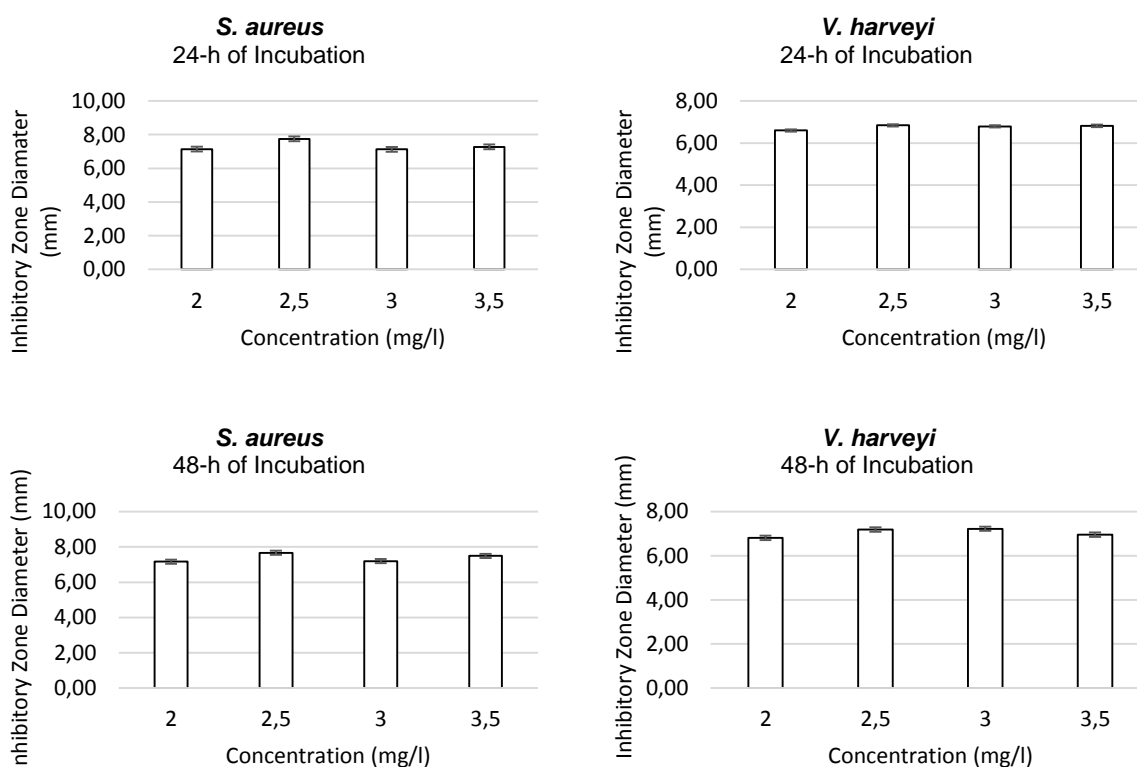 S. aureus
24-h of Incubation
Inhibitory Zone Diamater
(mm)
10,00
8,00
6,00
4,00
2,00
0,00
2
2,5
3
3,5
Concentration (mg/l)
V. harveyi
24-h of Incubation
Inhibitory Zone Diameter
(mm)
8,00
6,00
4,00
2,00
0,00
2
2,5
3
3,5
Concentration (mg/l)
S. aureus
48-h of Incubation
nhibitory Zone Diameter (mm)
10,00
8,00
6,00
4,00
2,00
0,00
2
2,5
3
3,5
Concentration (mg/l)
V. harveyi
48-h of Incubation
Inhibitory Zone Diameter (mm)
8,00
6,00
4,00
2,00
0,00
2
2,5
3
3,5
Concentration (mg/l)